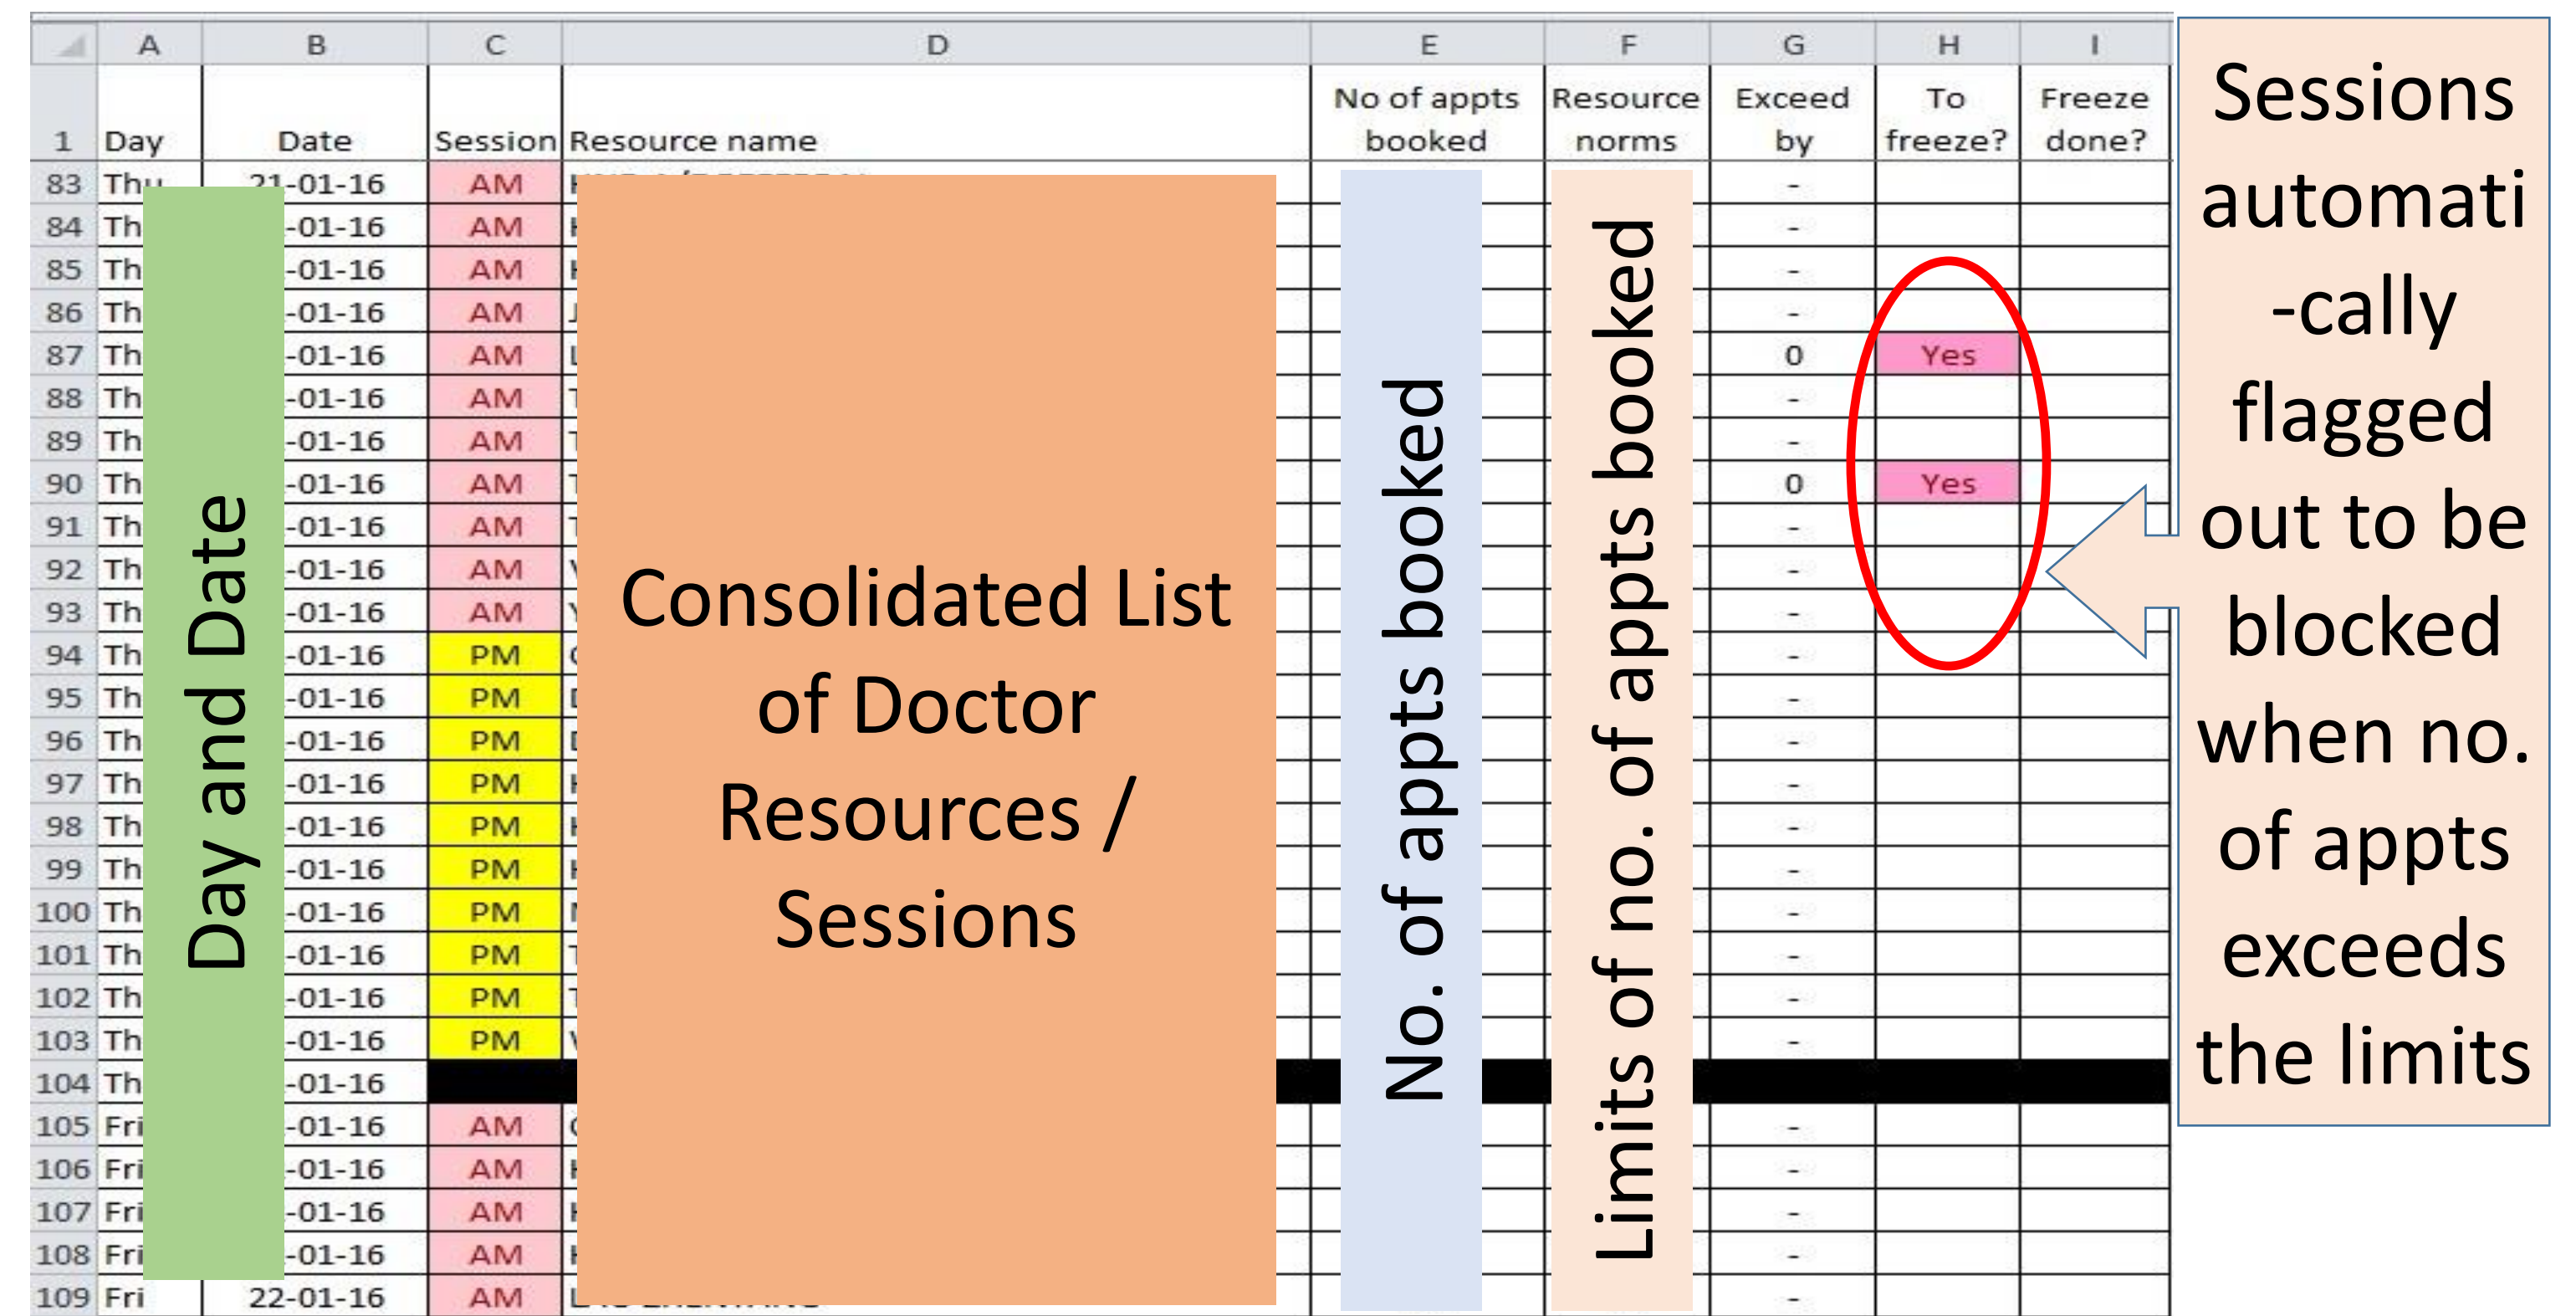 A B C D E F G H I
1 Day Date Session Resource name No of appts booked Resource norms Exceed by To freeze? Freeze done?
83 Thu 21-01-16 AM -
84 Th -01-16 AM -
85 Th -01-16 AM -
86 Th -01-16 AM -
87 Th -01-16 AM 0 Yes
88 Th -01-16 AM -
89 Th -01-16 AM -
90 Th -01-16 AM 0 Yes
91 Th -01-16 AM -
92 Th -01-16 AM -
93 Th -01-16 AM -
94 Th -01-16 PM -
95 Th -01-16 PM -
96 Th -01-16 PM -
97 Th -01-16 PM -
98 Th -01-16 PM -
99 Th -01-16 PM -
100 Th -01-16 PM -
101 Th -01-16 PM -
102 Th -01-16 PM -
103 Th -01-16 PM -
104 Th -01-16
105 Fri -01-16 AM -
106 Fri -01-16 AM -
107 Fri -01-16 AM -
108 Fri -01-16 AM -
109 Fri 22-01-16 AM -
Day and Date
Consolidated List
of Doctor
Resources /
Sessions
No. of appts booked
Limits of no. of appts booked
Sessions
automati
-cally
flagged
out to be
blocked
when no.
of appts
exceeds
the limits